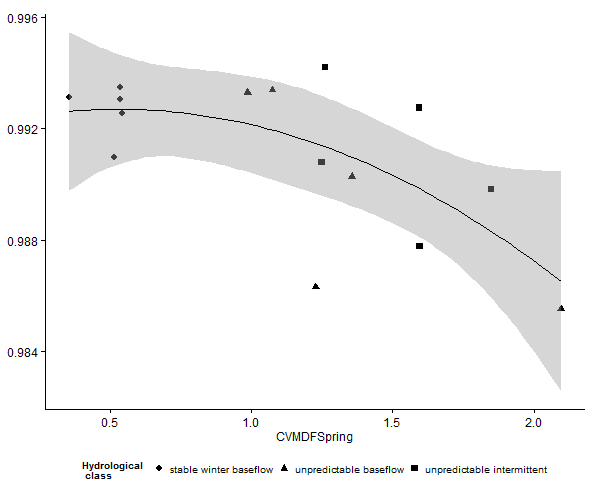 0.996
0.992
0.988
0.984
0.5 1.0 1.5 2.0
CVMDFSpring
Hydrological
class
stable winter baseflow unpredictable baseflow unpredictable intermittent